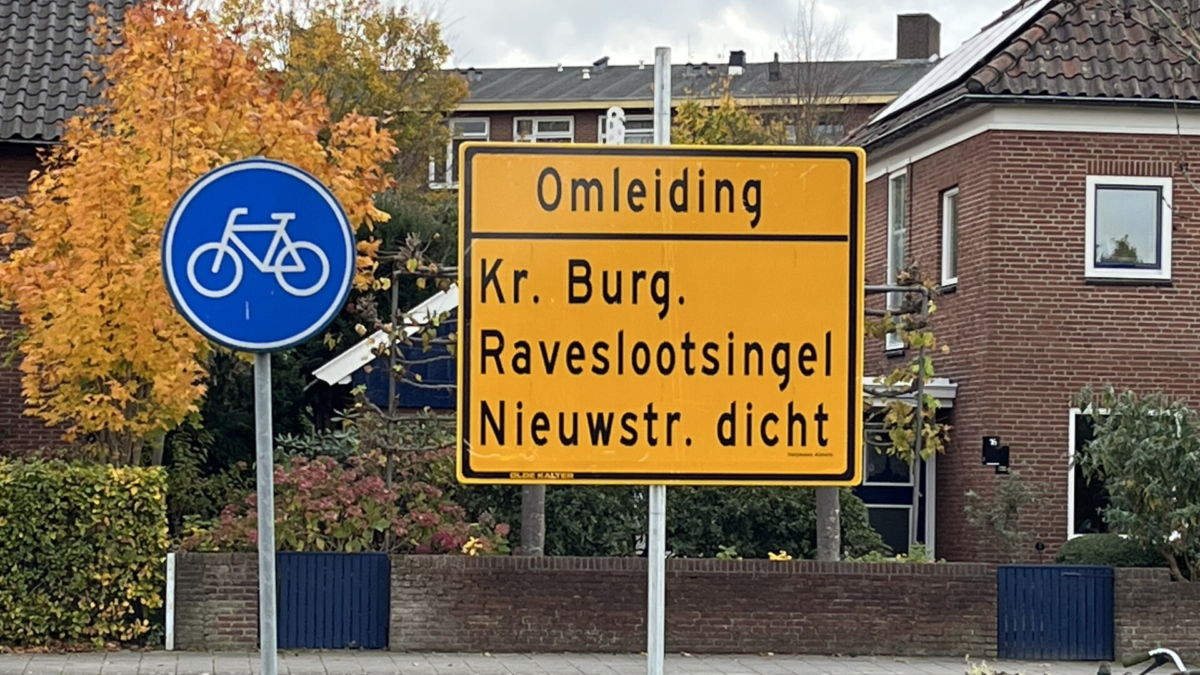 Omleiding
Kr. Burg.
Raveslootsingel
Nieuwstr. dicht
OLDE KALTER